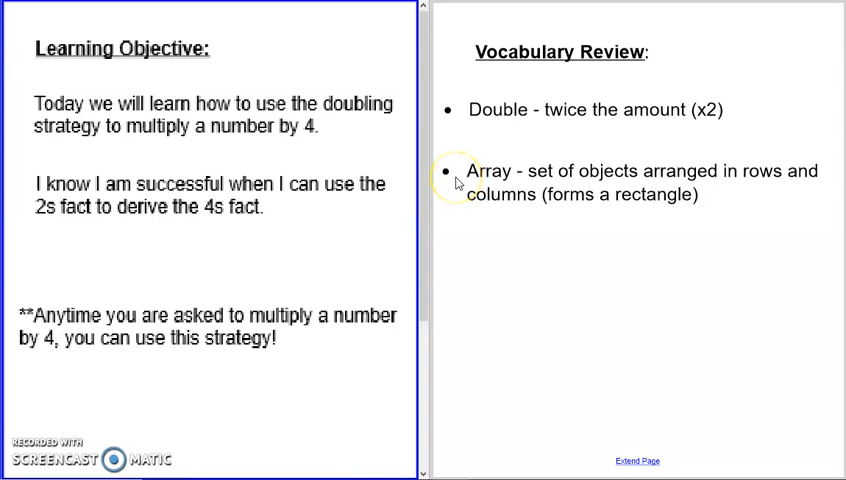 Learning Objective:
Today we will learn how to use the doubling
strategy to multiply a number by 4.
I know I am successful when I can use the
2s fact to derive the 4s fact.
**Anytime you are asked to multiply a number
by 4, you can use this strategy!
RECORDED WITH
SCREENCAST MATIC
Vocabulary Review:
• Double - twice the amount (x2)
• Array - set of objects arranged in rows and
columns (forms a rectangle)
Extend Page